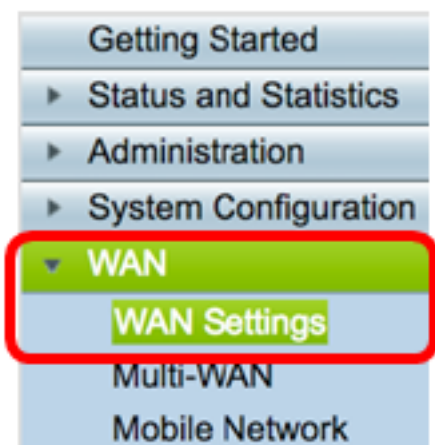 Getting Started
Status and Statistics
Administration
System Configuration
WAN
WAN Settings
Multi-WAN
Mobile Network